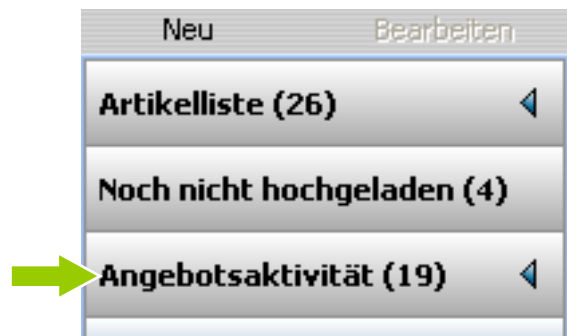 Neu Bearbeiten
Artikelliste (26)
Noch nicht hochgeladen (4)
Angebotsaktivität (19)